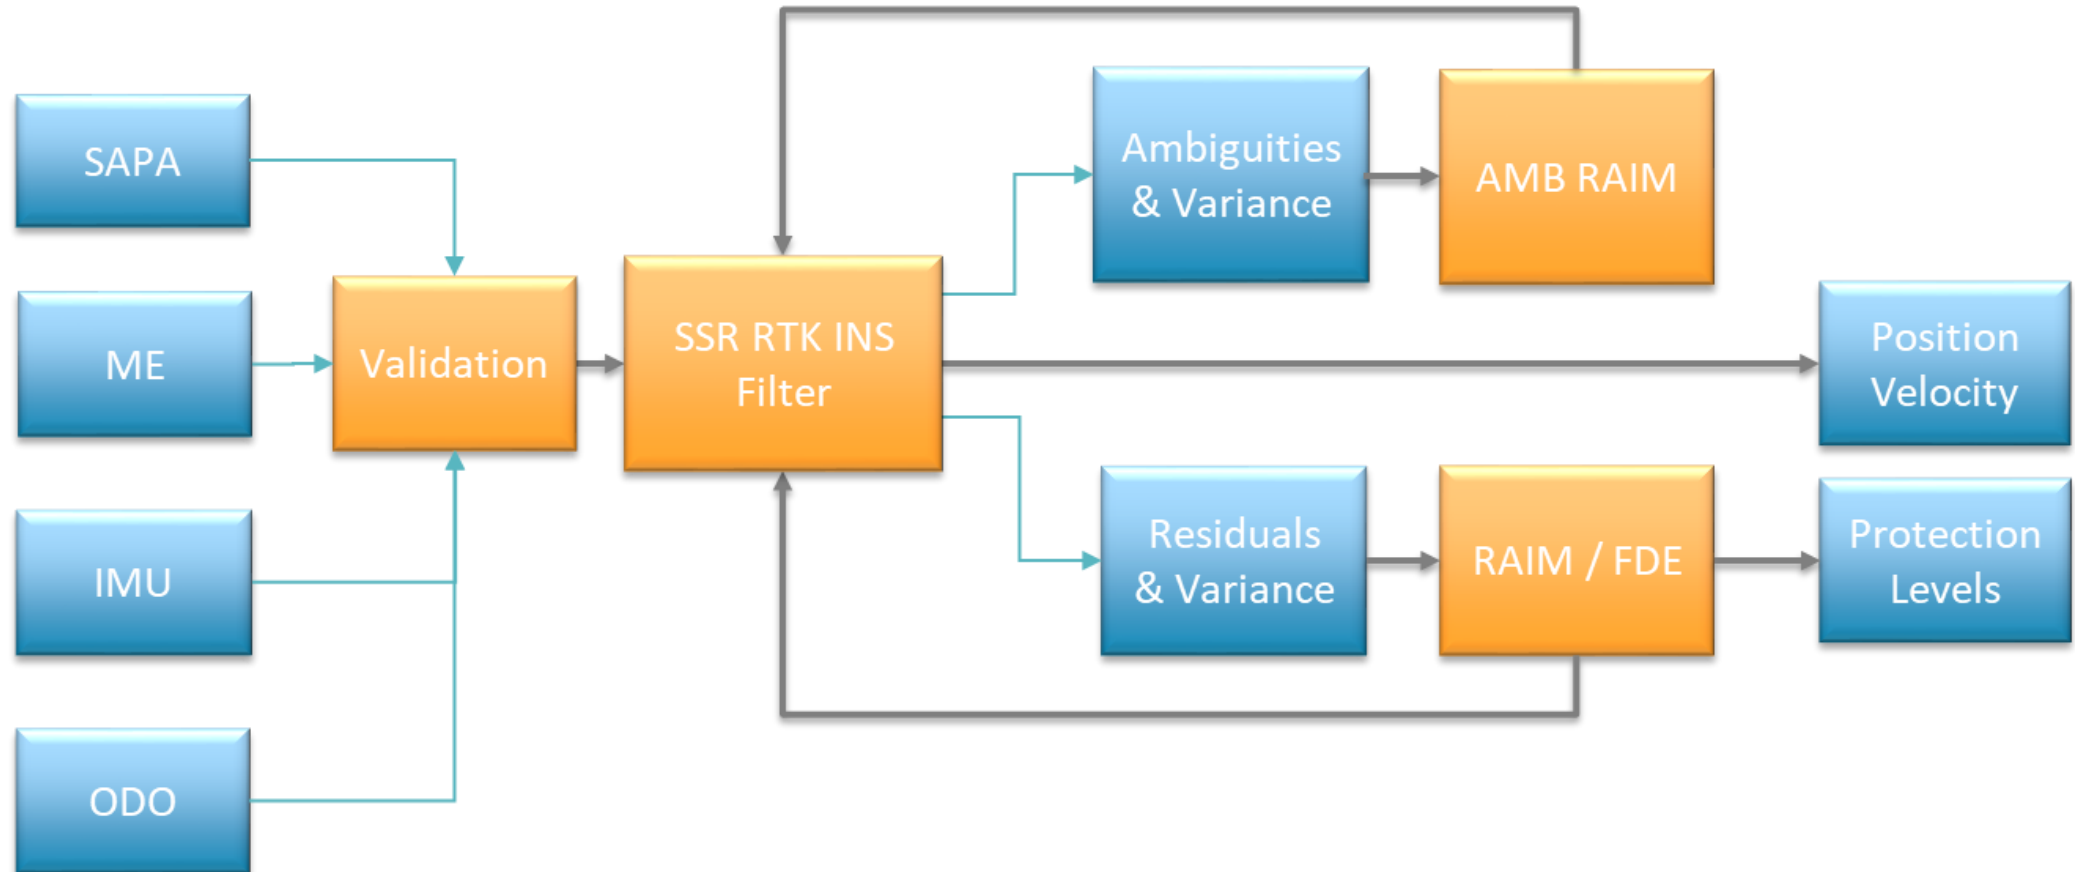 SAPA
ME
IMU
ODO
Validation
SSR RTK INS
Filter
Ambiguities
& Variance
AMB RAIM
Residuals
& Variance
RAIM / FDE
Position
Velocity
Protection
Levels